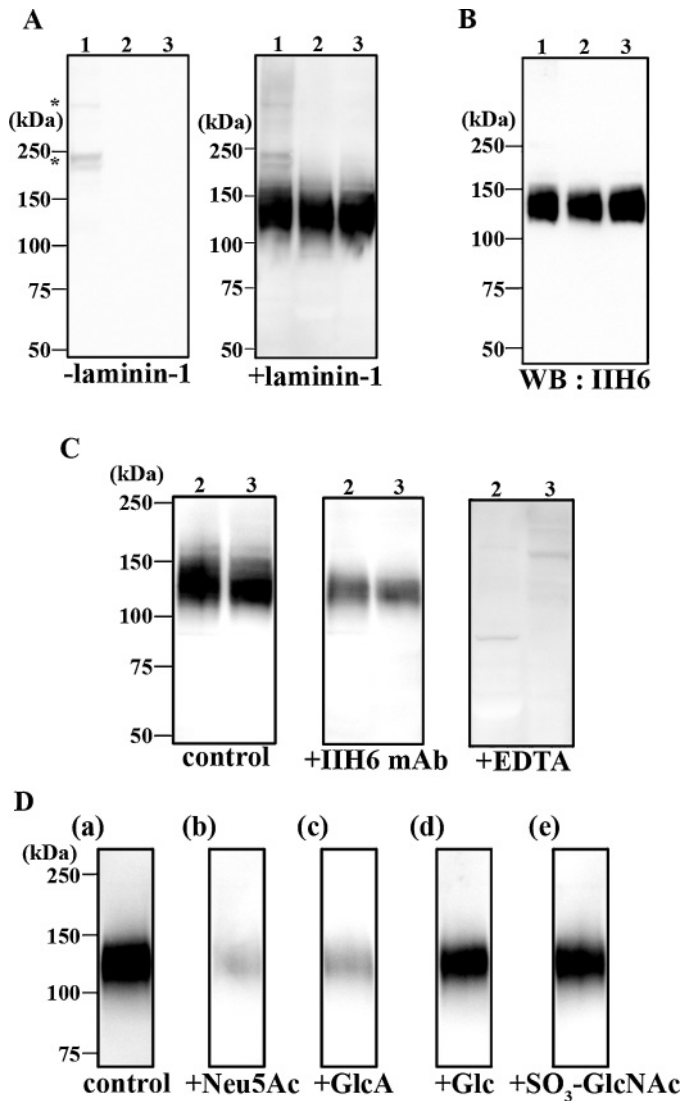 A
B
1 2 3
1 2 3
1 2 3
(kDa)
*
250
*
150
100
75
50
(kDa)
250
150
100
75
50
(kDa)
250
150
100
75
50
-laminin-1
+laminin-1
WB : IIH6
C
(kDa)
2 3
2 3
2 3
250
150
100
75
50
control
+IIH6 mAb
+EDTA
D
(a) (b) (c) (d) (e)
(kDa)
250
150
100
75
control
+Neu5Ac
+GlcA
+Glc
+SO₃-GlcNAc